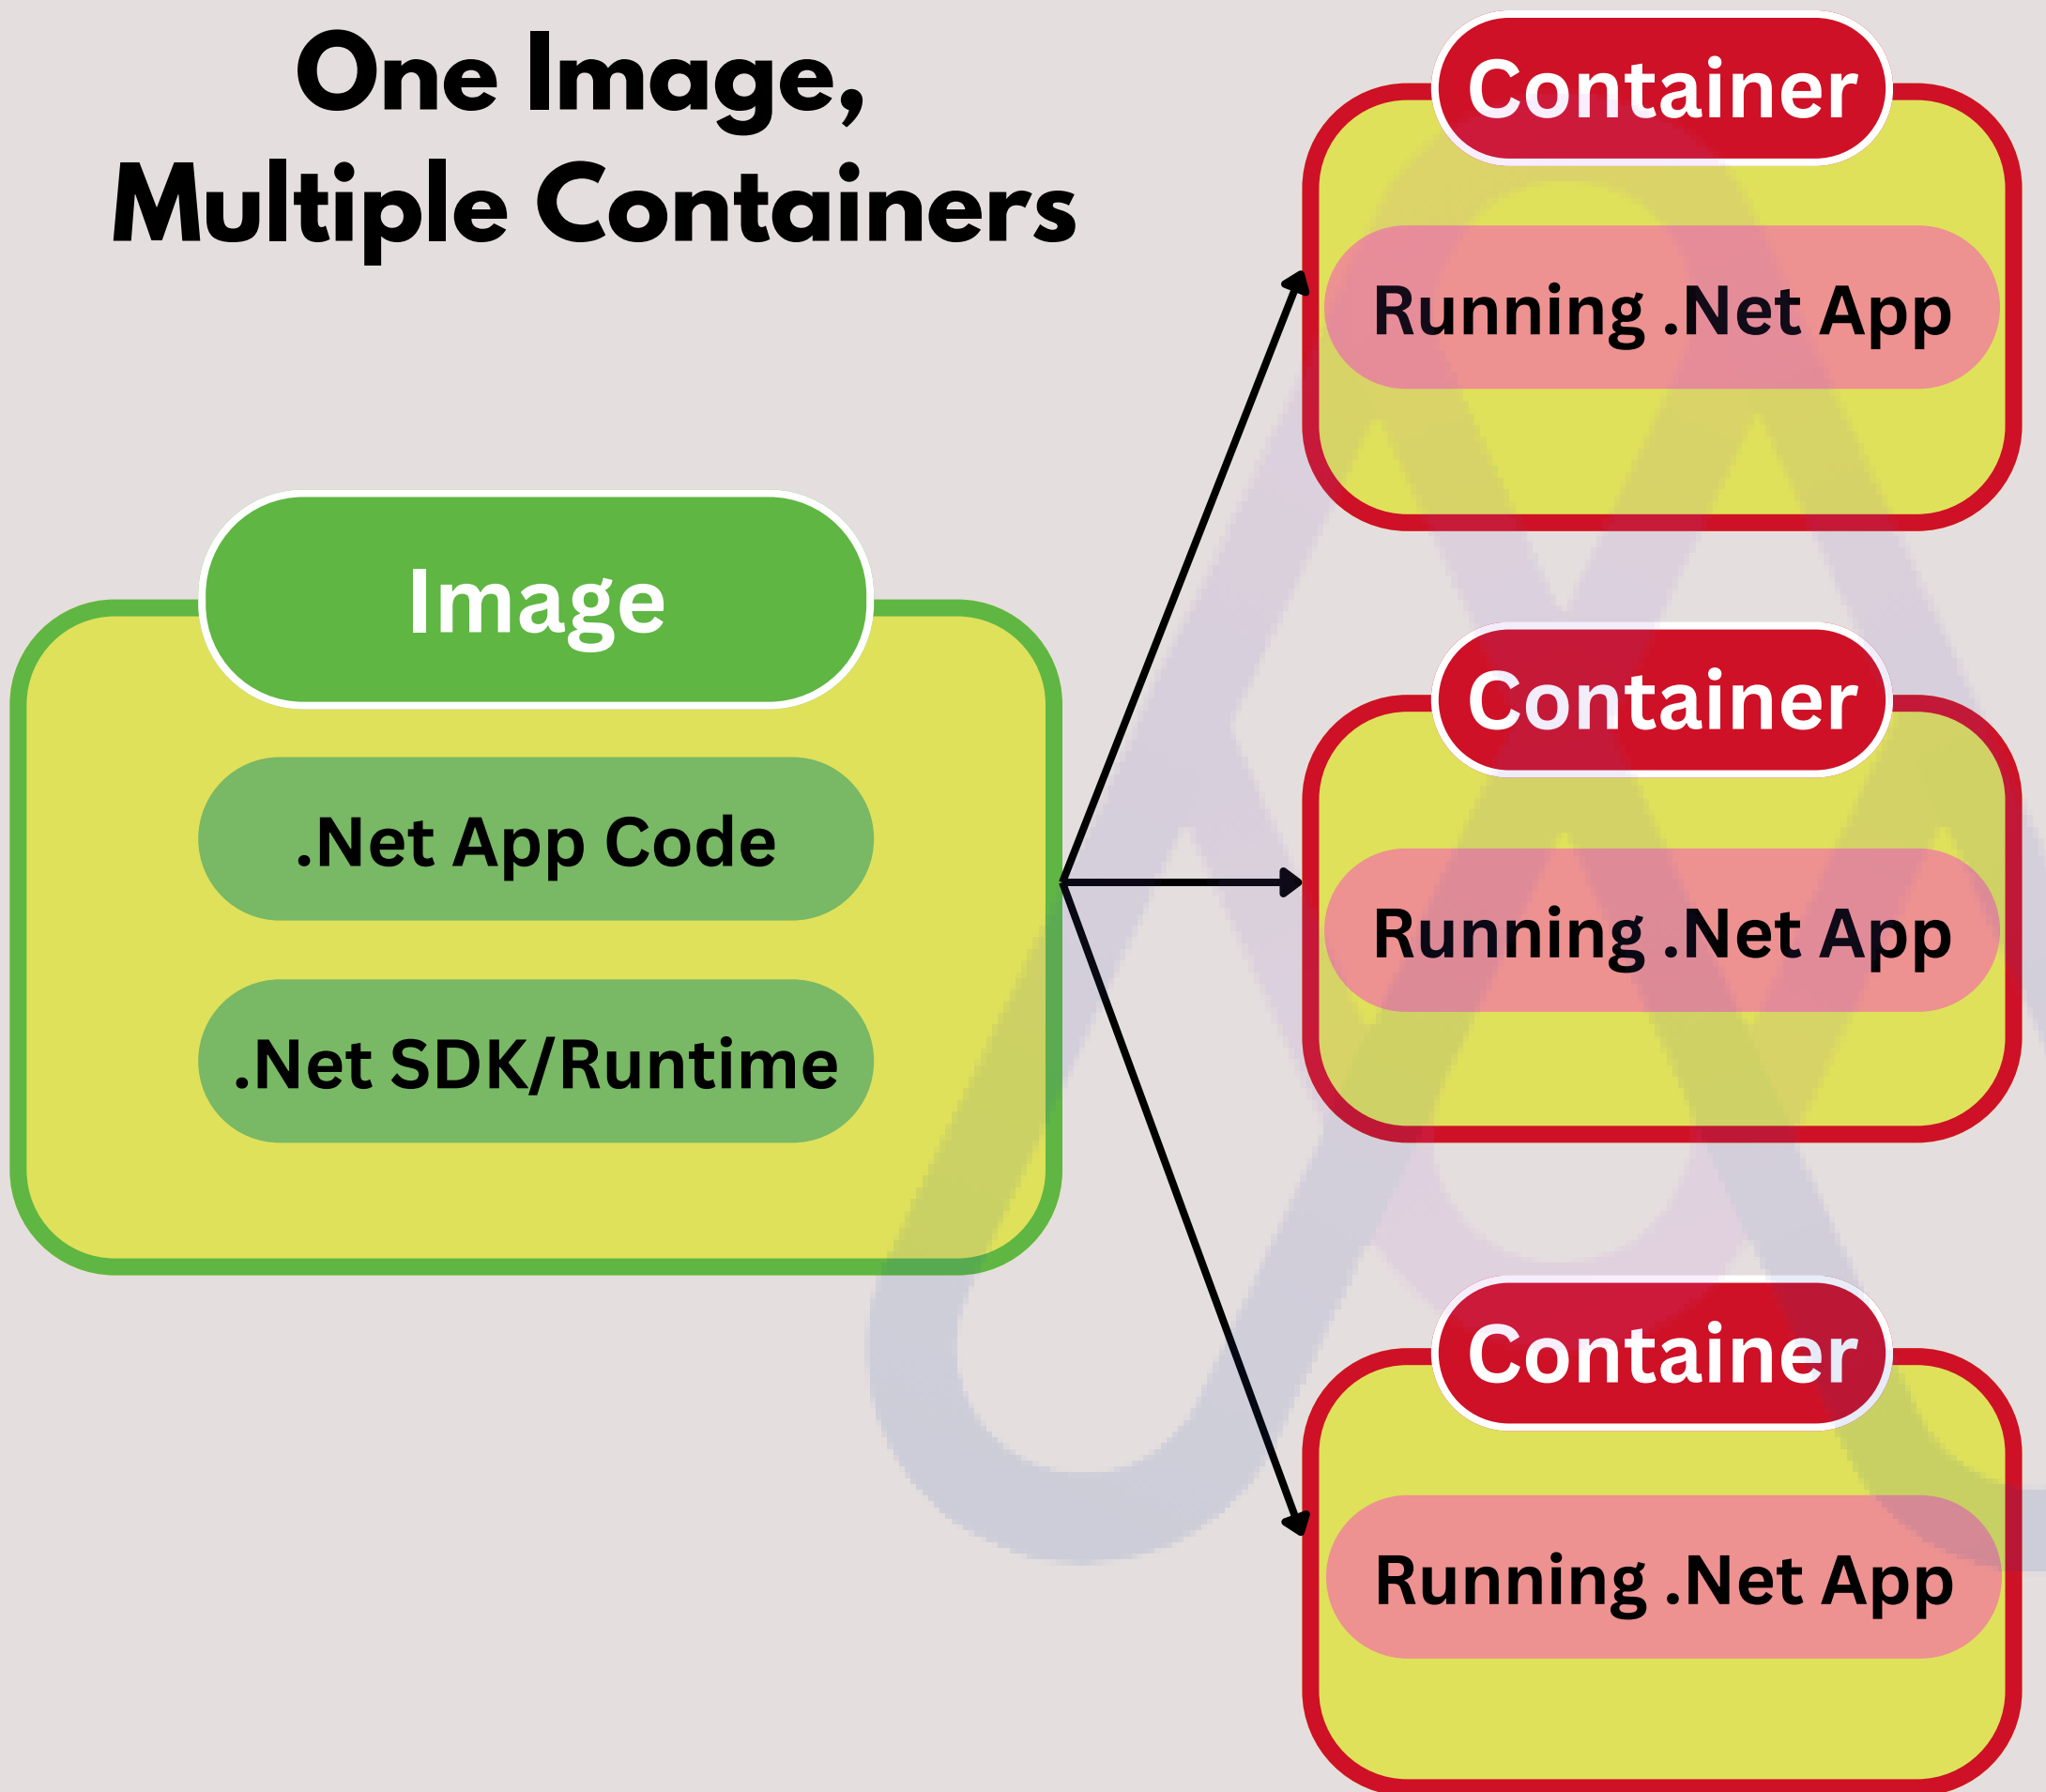 One Image,
Multiple Containers
Image
.Net App Code
.Net SDK/Runtime
Container
Running .Net App
Container
Running .Net App
Container
Running .Net App